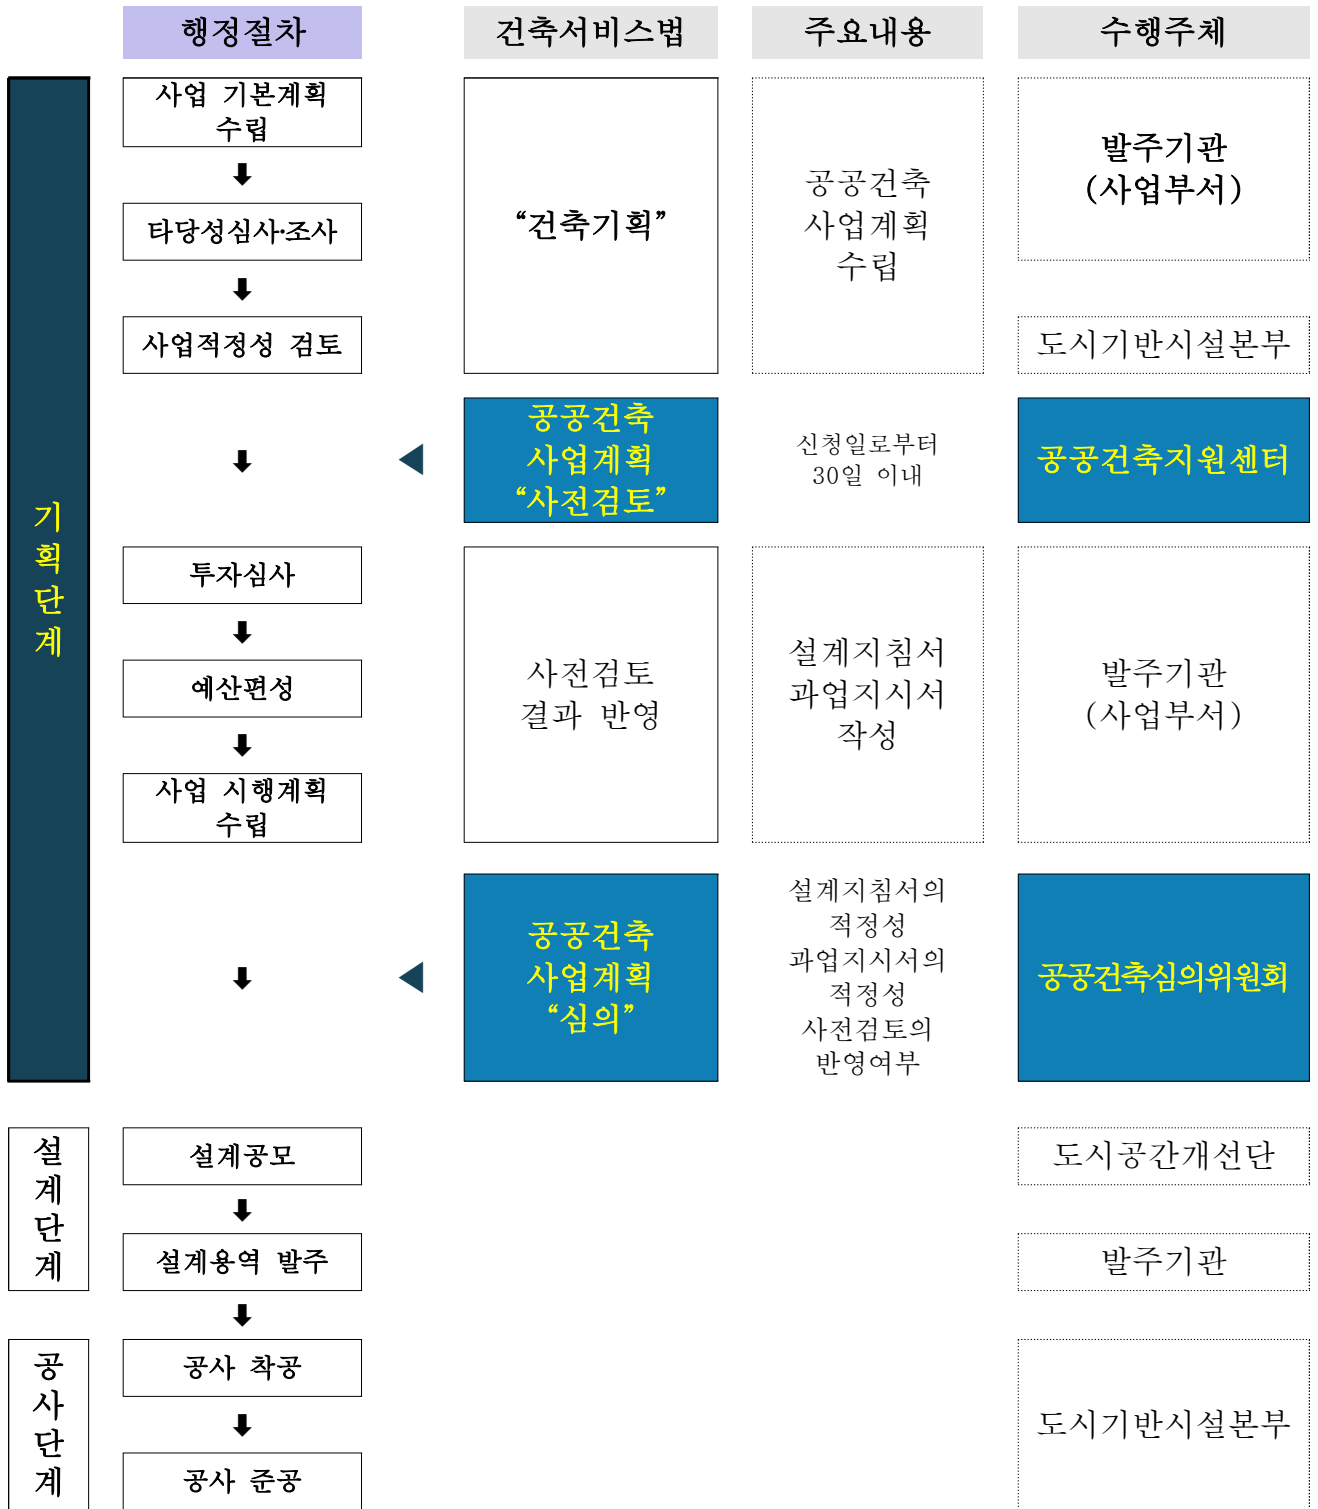 행정절차
건축서비스법
주요내용
수행주체
기
획
단
계
사업 기본계획
수립
타당성심사·조사
사업적정성 검토
“건축기획”
공공건축
사업계획
수립
발주기관
(사업부서)
도시기반시설본부
공공건축
사업계획
“사전검토”
신청일로부터
30일 이내
공공건축지원센터
투자심사
예산편성
사업 시행계획
수립
사전검토
결과 반영
설계지침서
과업지시서
작성
발주기관
(사업부서)
공공건축
사업계획
“심의”
설계지침서의
적정성
과업지시서의
적정성
사전검토의
반영여부
공공건축심의위원회
설
계
단
계
설계공모
도시공간개선단
설계용역 발주
발주기관
공
사
단
계
공사 착공
공사 준공
도시기반시설본부